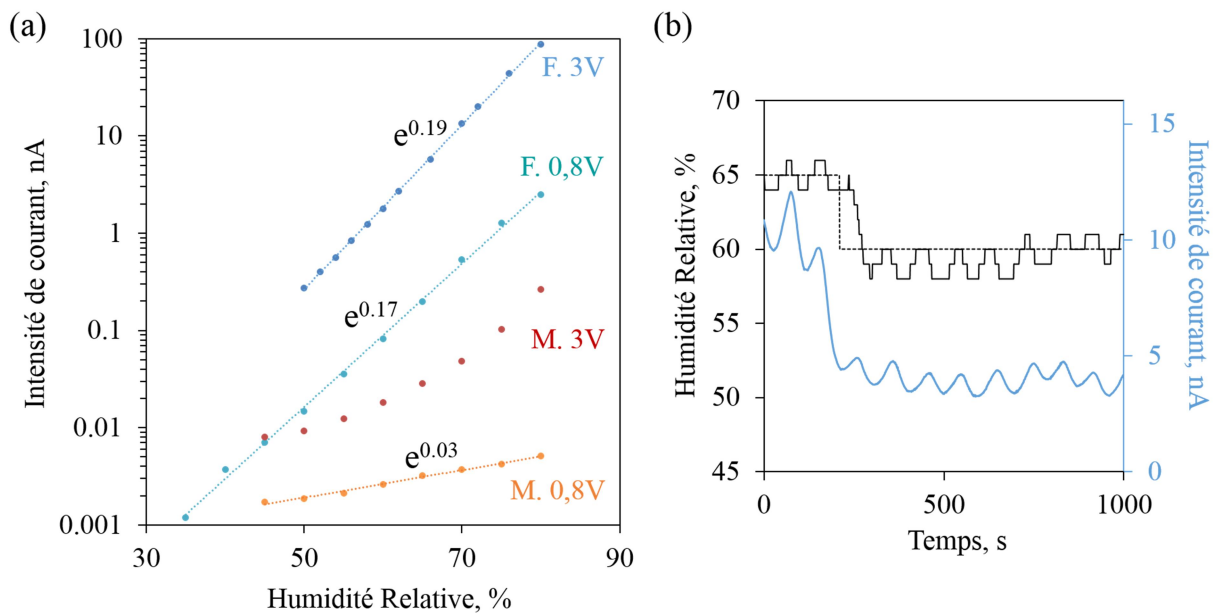 (a)
Intensité de courant, nA
100
10
1
0.1
0.01
0.001
30
50
70
90
Humidité Relative, %
F. 3V
e0.19
F. 0,8V
e0.17
M. 3V
e0.03
M. 0,8V
(b)
Humidité Relative, %
70
65
60
55
50
45
0
500
1000
Temps, s
15
10
5
0
Intensité de courant, nA